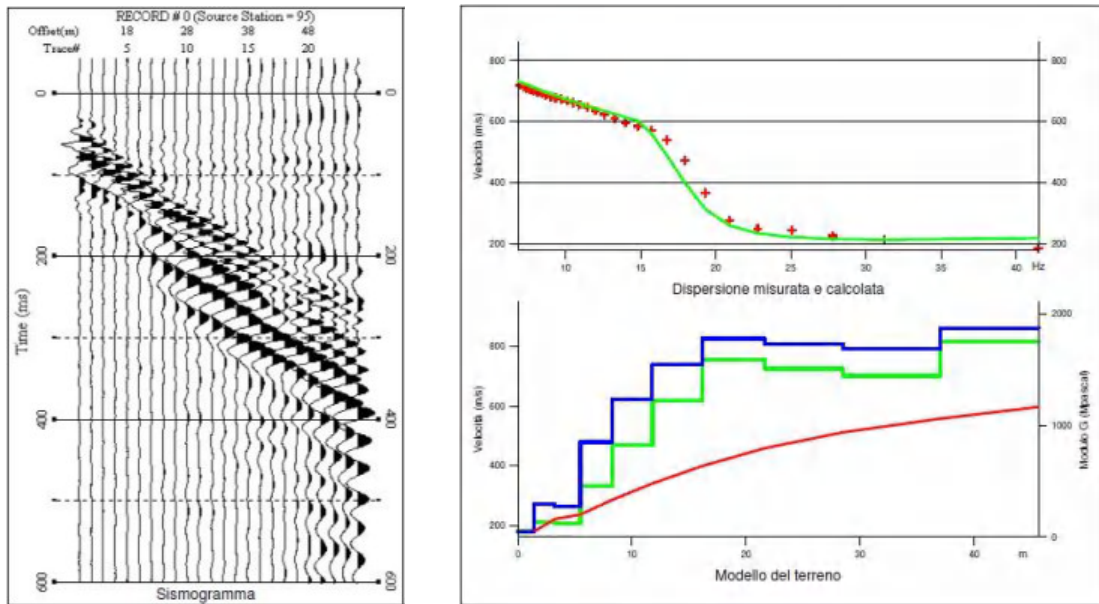 RECORD # 0 (Source Station = 95)
Offset(m) 18 28 38 48
Trace# 5 10 15 20
0 0
200 200
400 400
600 600
Time (ms)
Sismogramma
800 800
600 600
400 400
200 200
Velocità (m/s)
10 15 20 25 30 35 40 Hz
Dispersione misurata e calcolata
800
600
400
200
Velocità (m/s)
2000
1000
0
Modulo G (Mpascal)
0 10 20 30 40 m
Modello del terreno